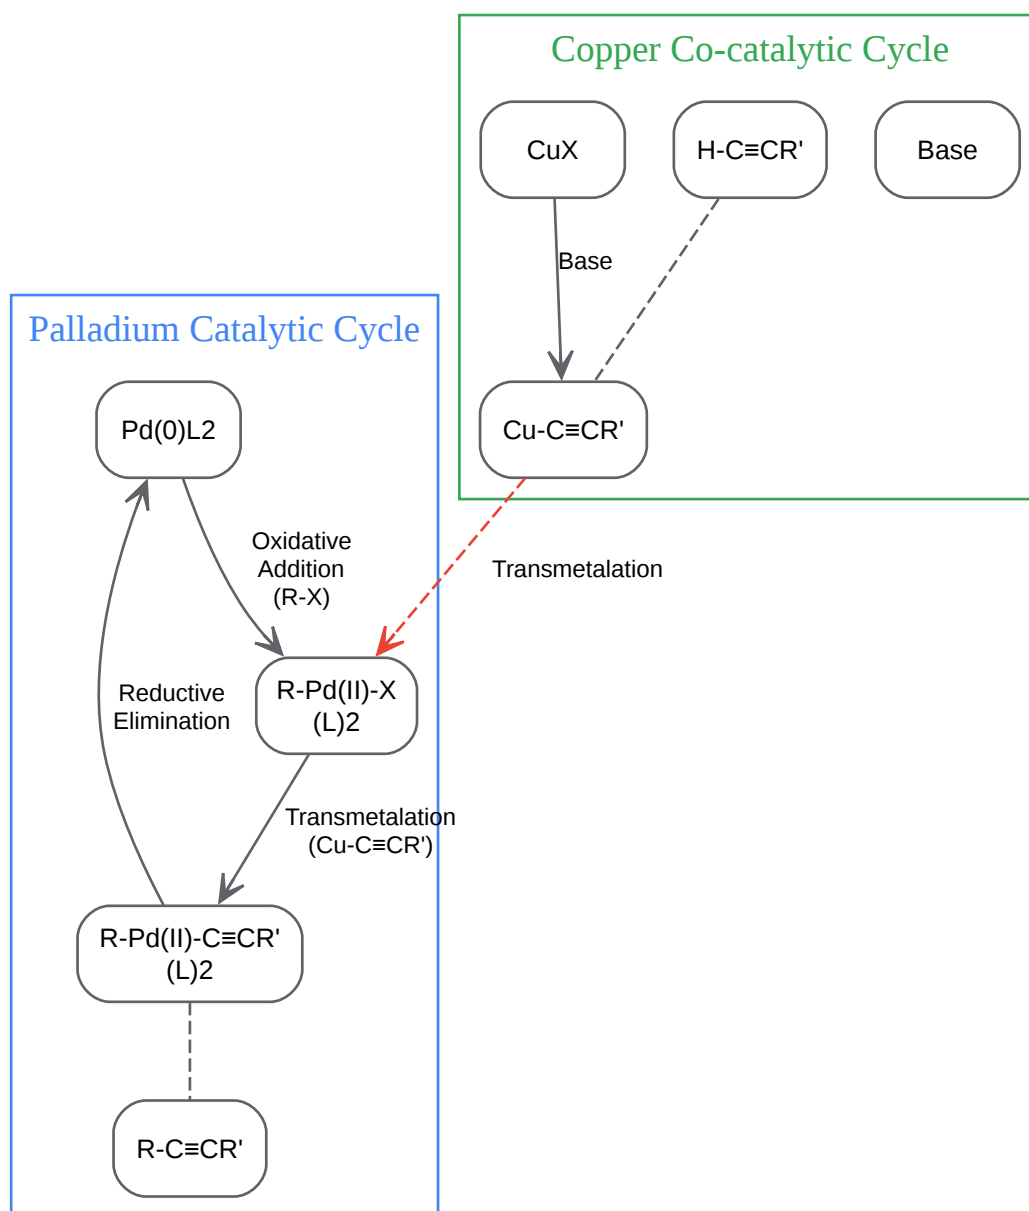 Copper Co-catalytic Cycle
CuX
H-C≡CR'
Base
Base
Cu-C≡CR'
Transmetalation
Palladium Catalytic Cycle
Pd(0)L2
Oxidative
Addition
(R-X)
R-Pd(II)-X
(L)2
Reductive
Elimination
Transmetalation
(Cu-C≡CR')
R-Pd(II)-C≡CR'
(L)2
R-C≡CR'